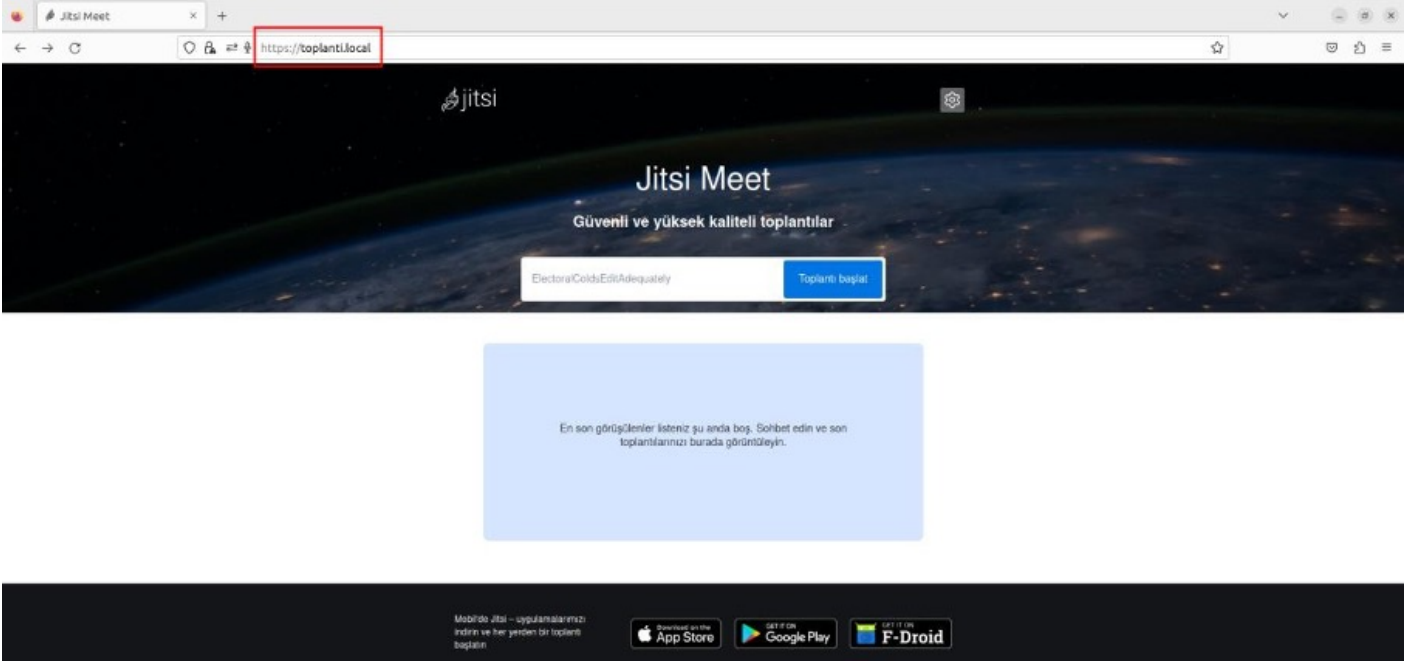 Jitsi Meet
https://toplanti.local
jitsi
Jitsi Meet
Güvenli ve yüksek kaliteli toplantılar
ElectoralColdsEditAdequately
Toplantı başlat
En son görüşülenler listeniz şu anda boş. Sohbet edin ve son
toplantılarınızı burada görüntüleyin.
Mobil'de Jitsi – uygulamalarımızı
indirin ve her yerden bir toplantı
başlatın
Download on the
App Store
GET IT ON
Google Play
GET IT ON
F-Droid